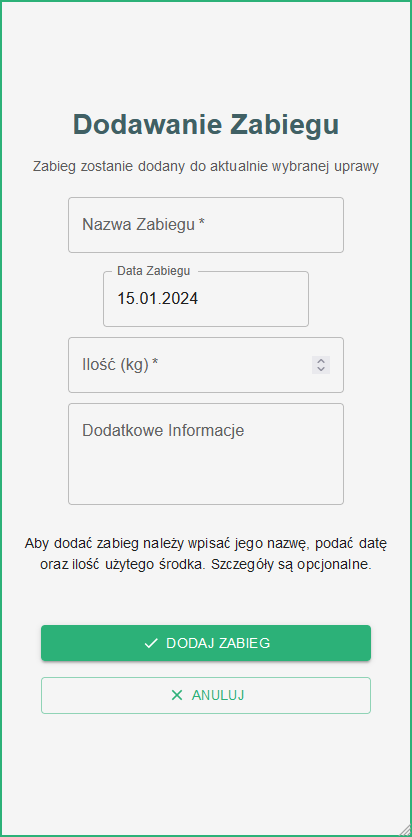 Dodawanie Zabiegu
Zabieg zostanie dodany do aktualnie wybranej uprawy
Nazwa Zabiegu *
Data Zabiegu
15.01.2024
Ilość (kg) *
Dodatkowe Informacje
Aby dodać zabieg należy wpisać jego nazwę, podać datę
oraz ilość użytego środka. Szczegóły są opcjonalne.
DODAJ ZABIEG
ANULUJ